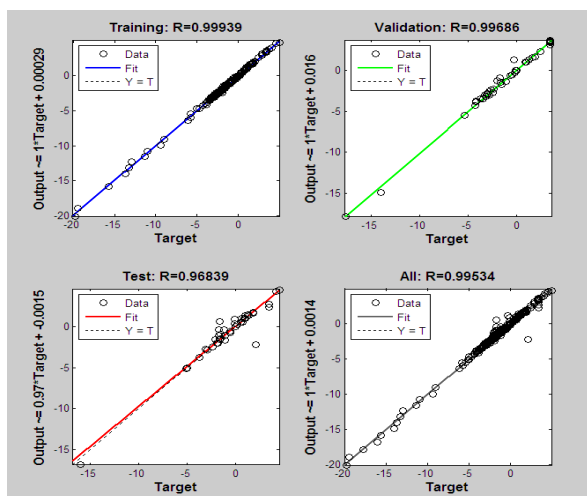 Training: R=0.99939
Output ~= 1*Target + 0.00029
Data
Fit
Y = T
0
-5
-10
-15
-20
-20
-15
-10
-5
0
Target
Validation: R=0.99686
Output ~= 1*Target + 0.016
Data
Fit
Y = T
0
-5
-10
-15
-15
-10
-5
0
Target
Test: R=0.96839
Output ~= 0.97*Target + -0.0015
Data
Fit
Y = T
0
-5
-10
-15
-15
-10
-5
0
Target
All: R=0.99534
Output ~= 1*Target + 0.0014
Data
Fit
Y = T
0
-5
-10
-15
-20
-20
-15
-10
-5
0
Target